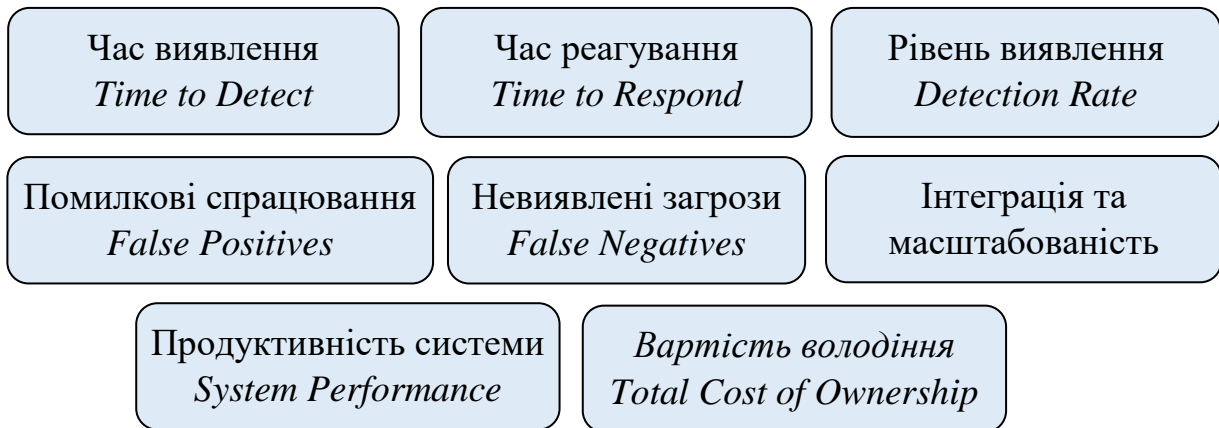 Час виявлення
Time to Detect
Час реагування
Time to Respond
Рівень виявлення
Detection Rate
Помилкові спрацювання
False Positives
Невиявлені загрози
False Negatives
Інтеграція та
масштабованість
Продуктивність системи
System Performance
Вартість володіння
Total Cost of Ownership